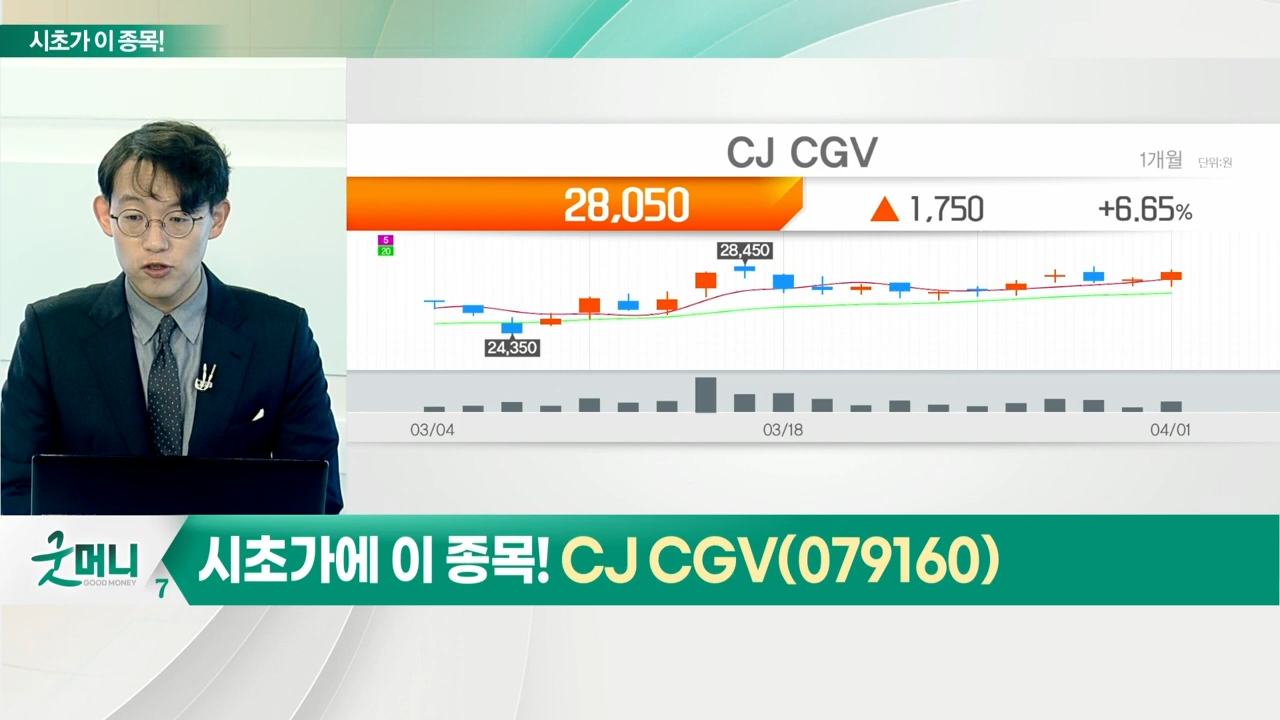 시초가 이 종목!
CJ CGV
1개월 단위:원
28,050 ▲ 1,750 +6.65%
5
20
28,450
24,350
03/04 03/18 04/01
굿머니
GOOD MONEY
7
시초가에 이 종목! CJ CGV(079160)